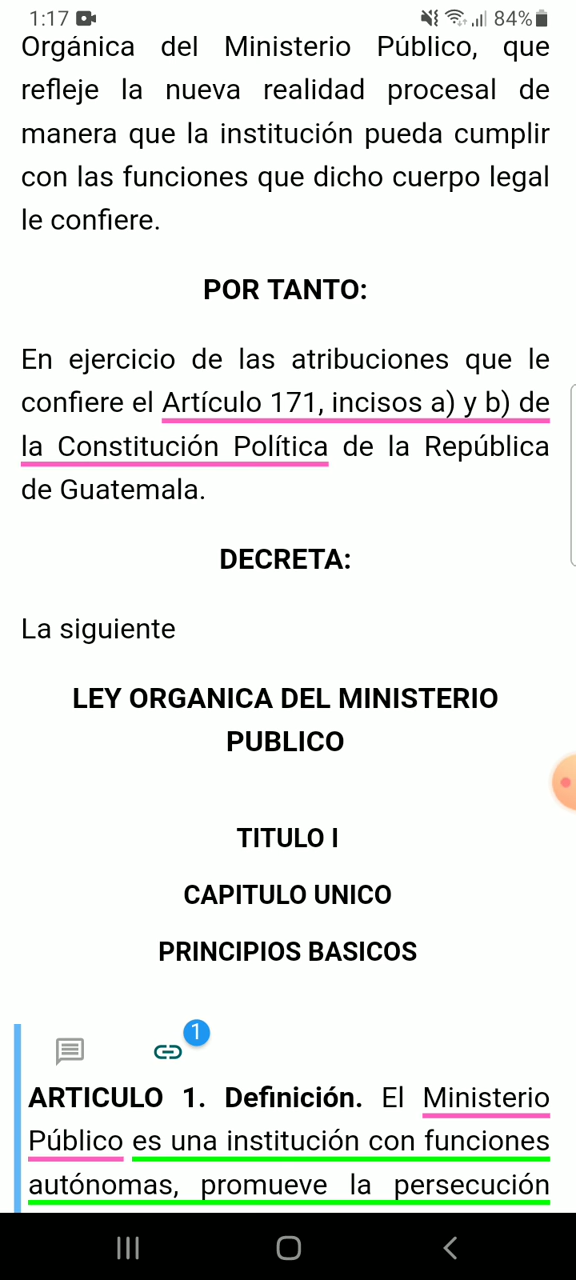 1:17 84%
Orgánica del Ministerio Público, que
refleje la nueva realidad procesal de
manera que la institución pueda cumplir
con las funciones que dicho cuerpo legal
le confiere.
POR TANTO:
En ejercicio de las atribuciones que le
confiere el Artículo 171, incisos a) y b) de
la Constitución Política de la República
de Guatemala.
DECRETA:
La siguiente
LEY ORGANICA DEL MINISTERIO
PUBLICO
TITULO I
CAPITULO UNICO
PRINCIPIOS BASICOS
1
ARTICULO 1. Definición. El Ministerio
Público es una institución con funciones
autónomas, promueve la persecución